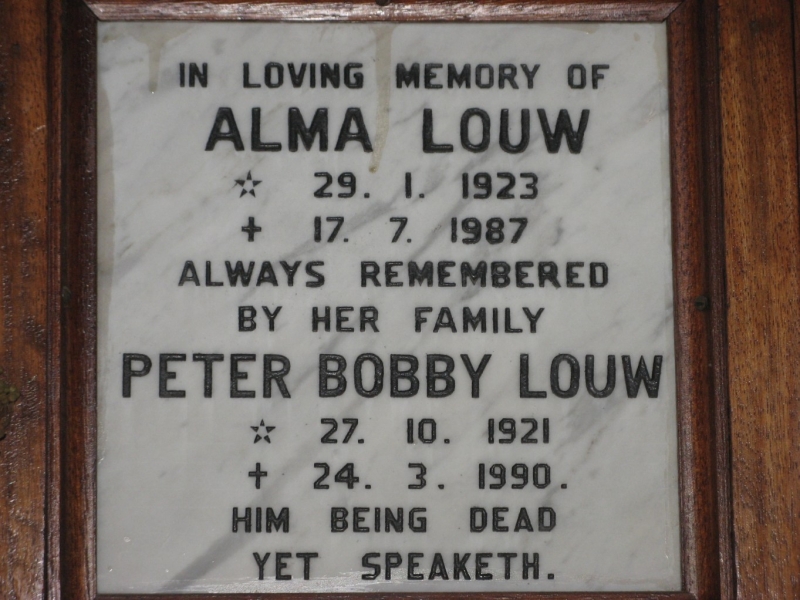 IN LOVING MEMORY OF
ALMA LOUW
☆ 29. 1. 1923
✝ 17. 7. 1987
ALWAYS REMEMBERED
BY HER FAMILY
PETER BOBBY LOUW
☆ 27. 10. 1921
✝ 24. 3. 1990.
HIM BEING DEAD
YET SPEAKETH.